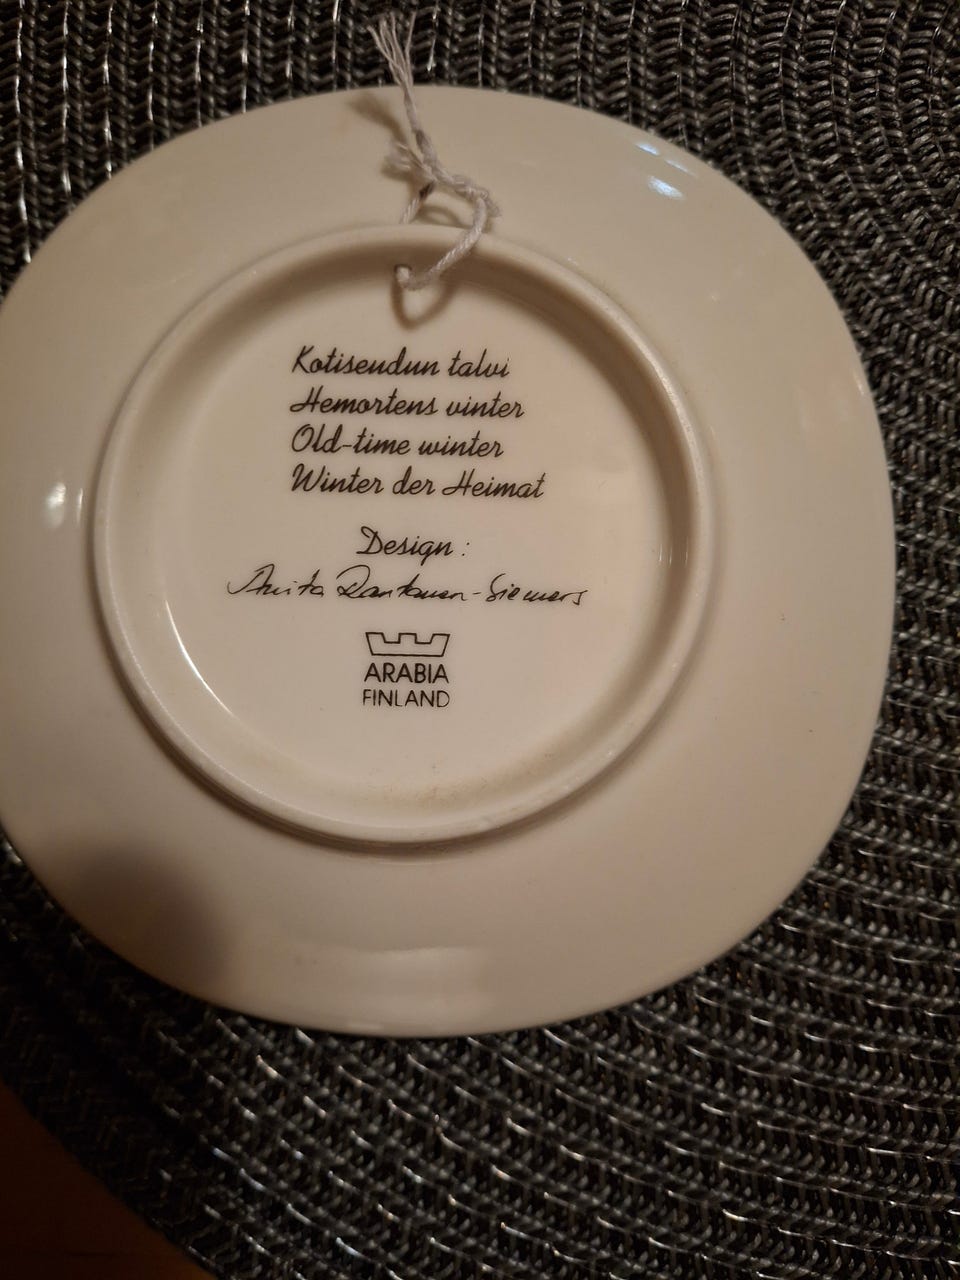 Kotiseudun talvi
Hemortens vinter
Old-time winter
Winter der Heimat
Design:
Anita Rantanen-Siemers
ARABIA
FINLAND